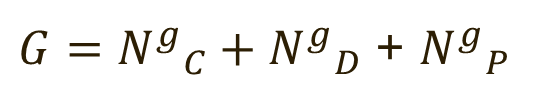 G = N^g_C + N^g_D + N^g_P